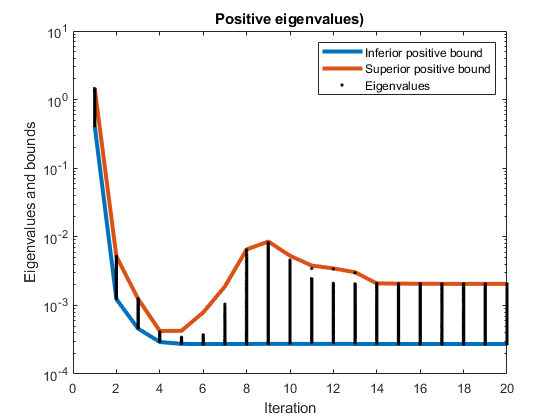 Positive eigenvalues)
Inferior positive bound
Superior positive bound
Eigenvalues
Eigenvalues and bounds
10^1
10^0
10^-1
10^-2
10^-3
10^-4
0 2 4 6 8 10 12 14 16 18 20
Iteration